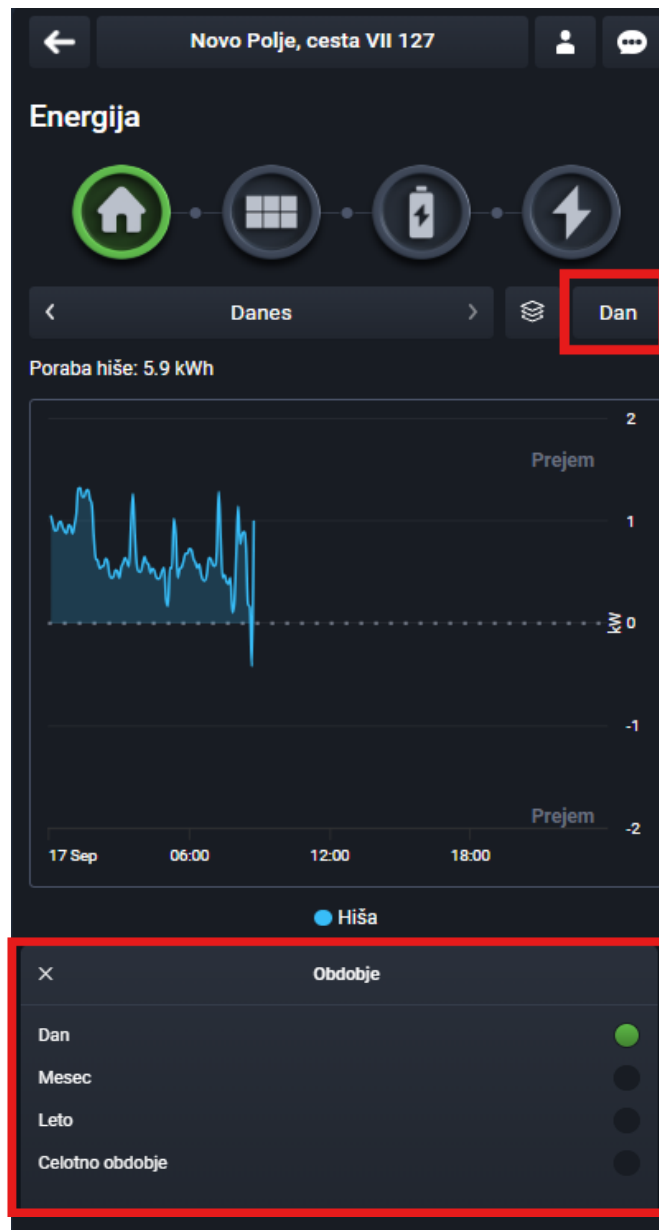 Novo Polje, cesta VII 127
Energija
Danes
Dan
Poraba hiše: 5.9 kWh
2
Prejem
1
kW
0
-1
Prejem
-2
17 Sep 06:00 12:00 18:00
Hiša
Obdobje
Dan
Mesec
Leto
Celotno obdobje